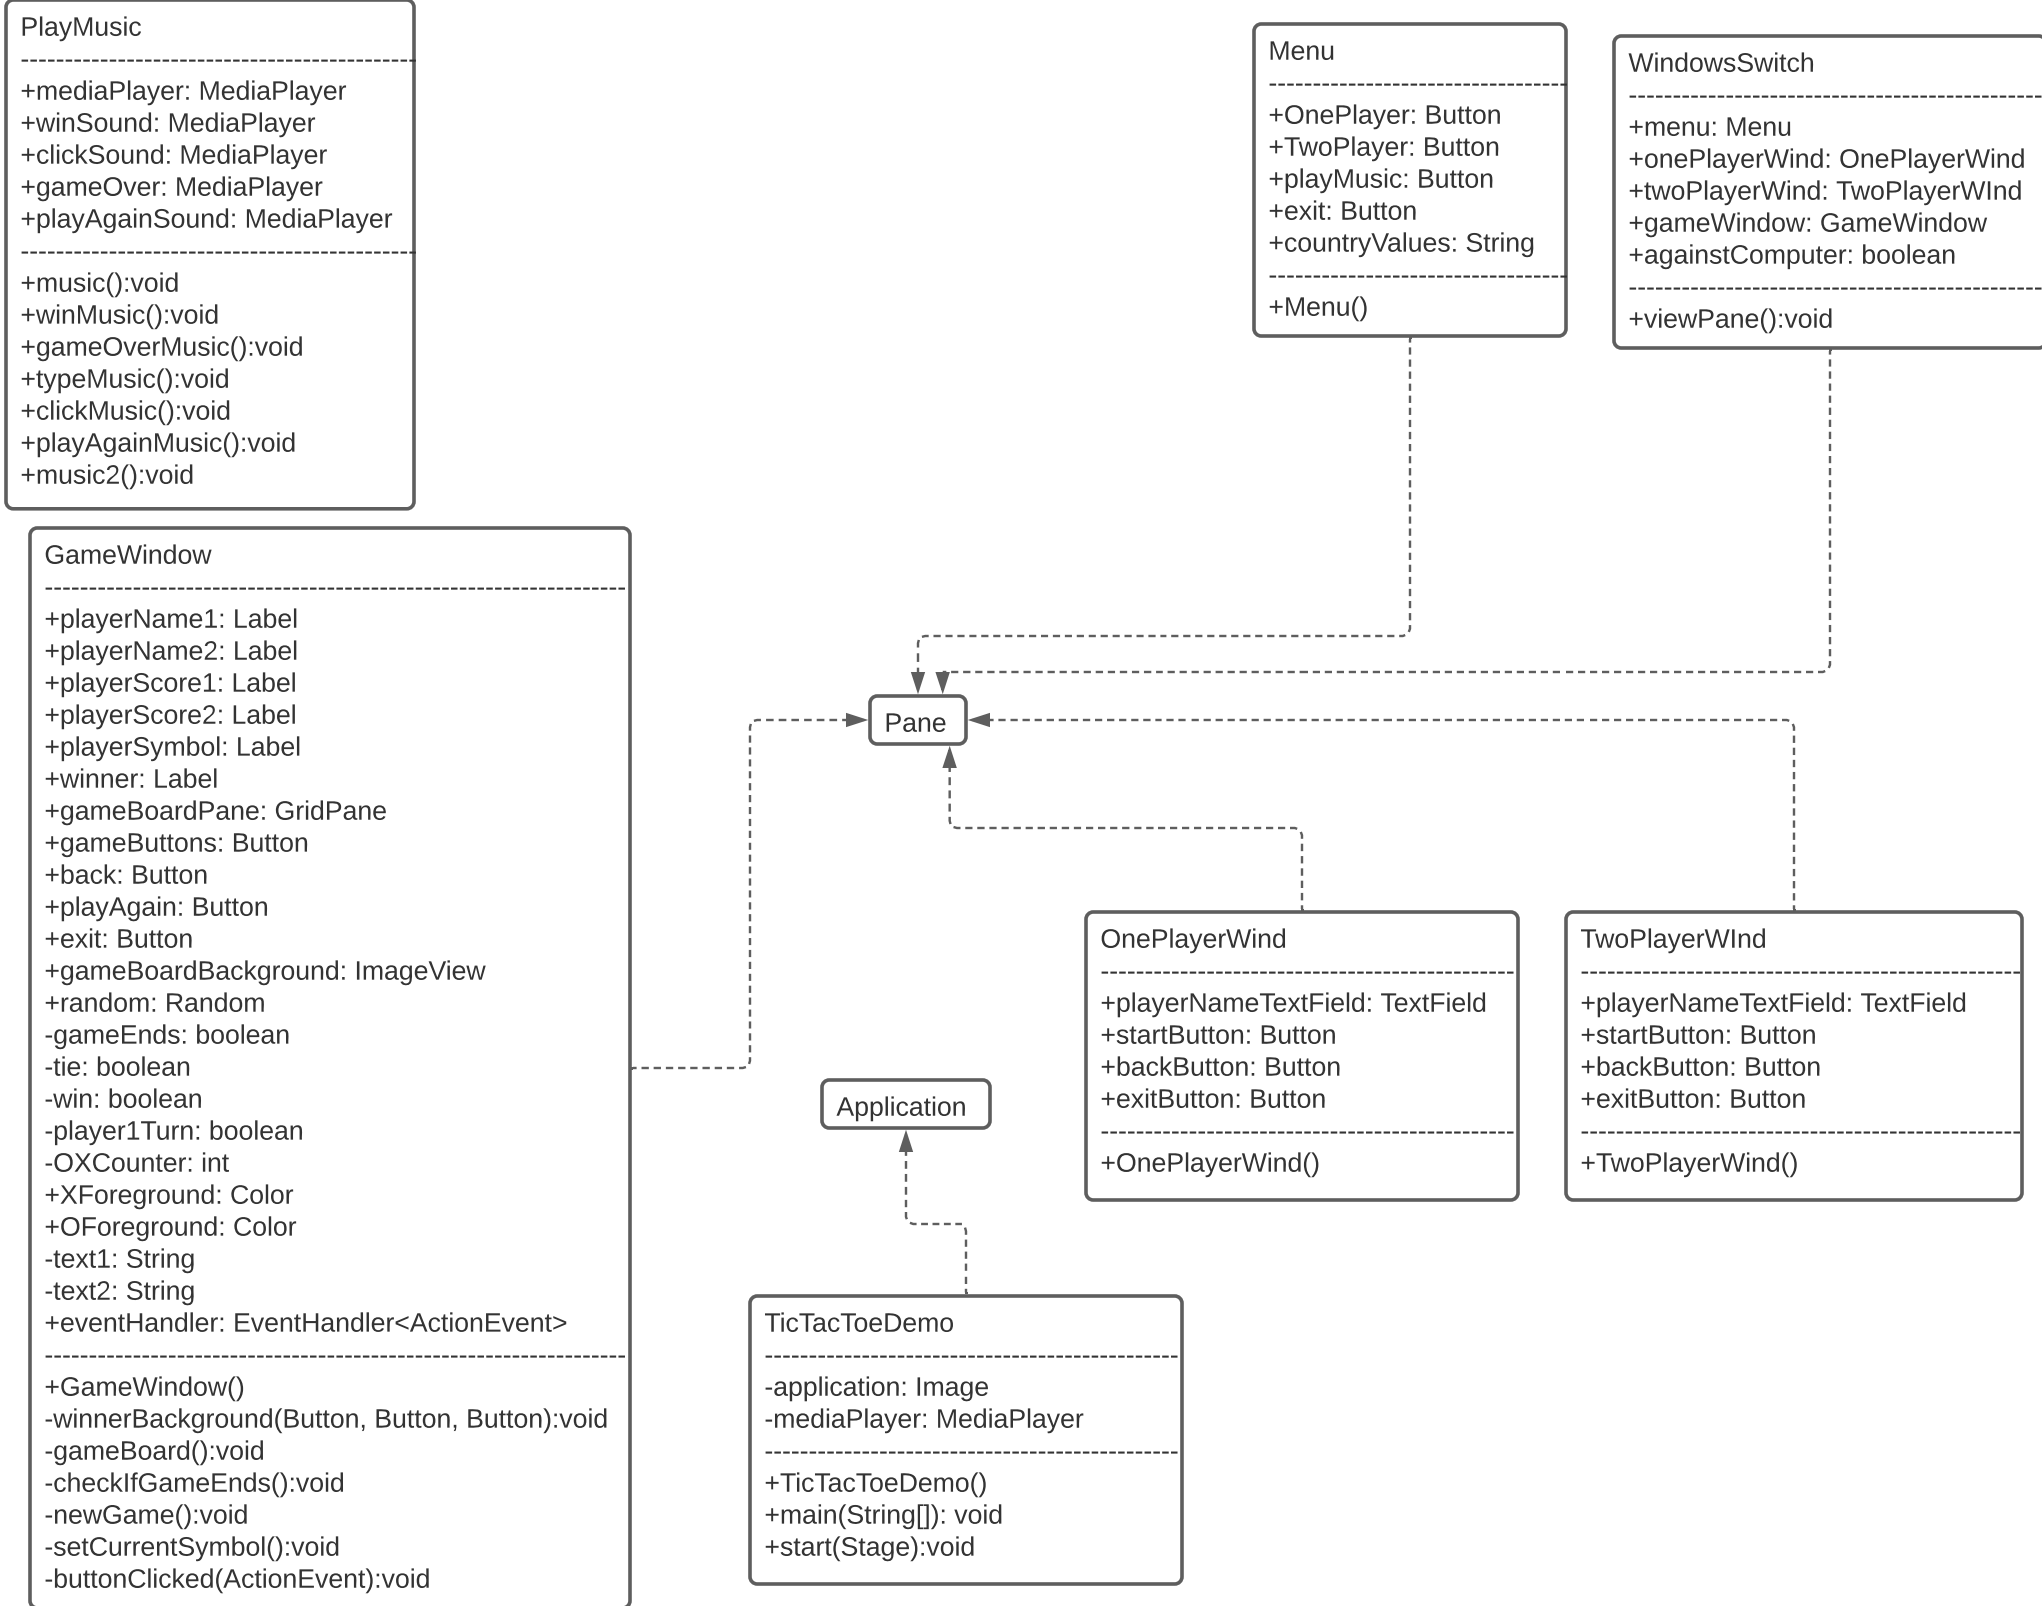 PlayMusic
+mediaPlayer: MediaPlayer
+winSound: MediaPlayer
+clickSound: MediaPlayer
+gameOver: MediaPlayer
+playAgainSound: MediaPlayer
+music():void
+winMusic():void
+gameOverMusic():void
+typeMusic():void
+clickMusic():void
+playAgainMusic():void
+music2():void
Menu
+OnePlayer: Button
+TwoPlayer: Button
+playMusic: Button
+exit: Button
+countryValues: String
+Menu()
WindowsSwitch
+menu: Menu
+onePlayerWind: OnePlayerWind
+twoPlayerWind: TwoPlayerWInd
+gameWindow: GameWindow
+againstComputer: boolean
+viewPane():void
GameWindow
+playerName1: Label
+playerName2: Label
+playerScore1: Label
+playerScore2: Label
+playerSymbol: Label
+winner: Label
+gameBoardPane: GridPane
+gameButtons: Button
+back: Button
+playAgain: Button
+exit: Button
+gameBoardBackground: ImageView
+random: Random
-gameEnds: boolean
-tie: boolean
-win: boolean
-player1Turn: boolean
-OXCounter: int
+XForeground: Color
+OForeground: Color
-text1: String
-text2: String
+eventHandler: EventHandler<ActionEvent>
+GameWindow()
-winnerBackground(Button, Button, Button):void
-gameBoard():void
-checkIfGameEnds():void
-newGame():void
-setCurrentSymbol():void
-buttonClicked(ActionEvent):void
Pane
OnePlayerWind
+playerNameTextField: TextField
+startButton: Button
+backButton: Button
+exitButton: Button
+OnePlayerWind()
TwoPlayerWInd
+playerNameTextField: TextField
+startButton: Button
+backButton: Button
+exitButton: Button
+TwoPlayerWind()
Application
TicTacToeDemo
-application: Image
-mediaPlayer: MediaPlayer
+TicTacToeDemo()
+main(String[]): void
+start(Stage):void